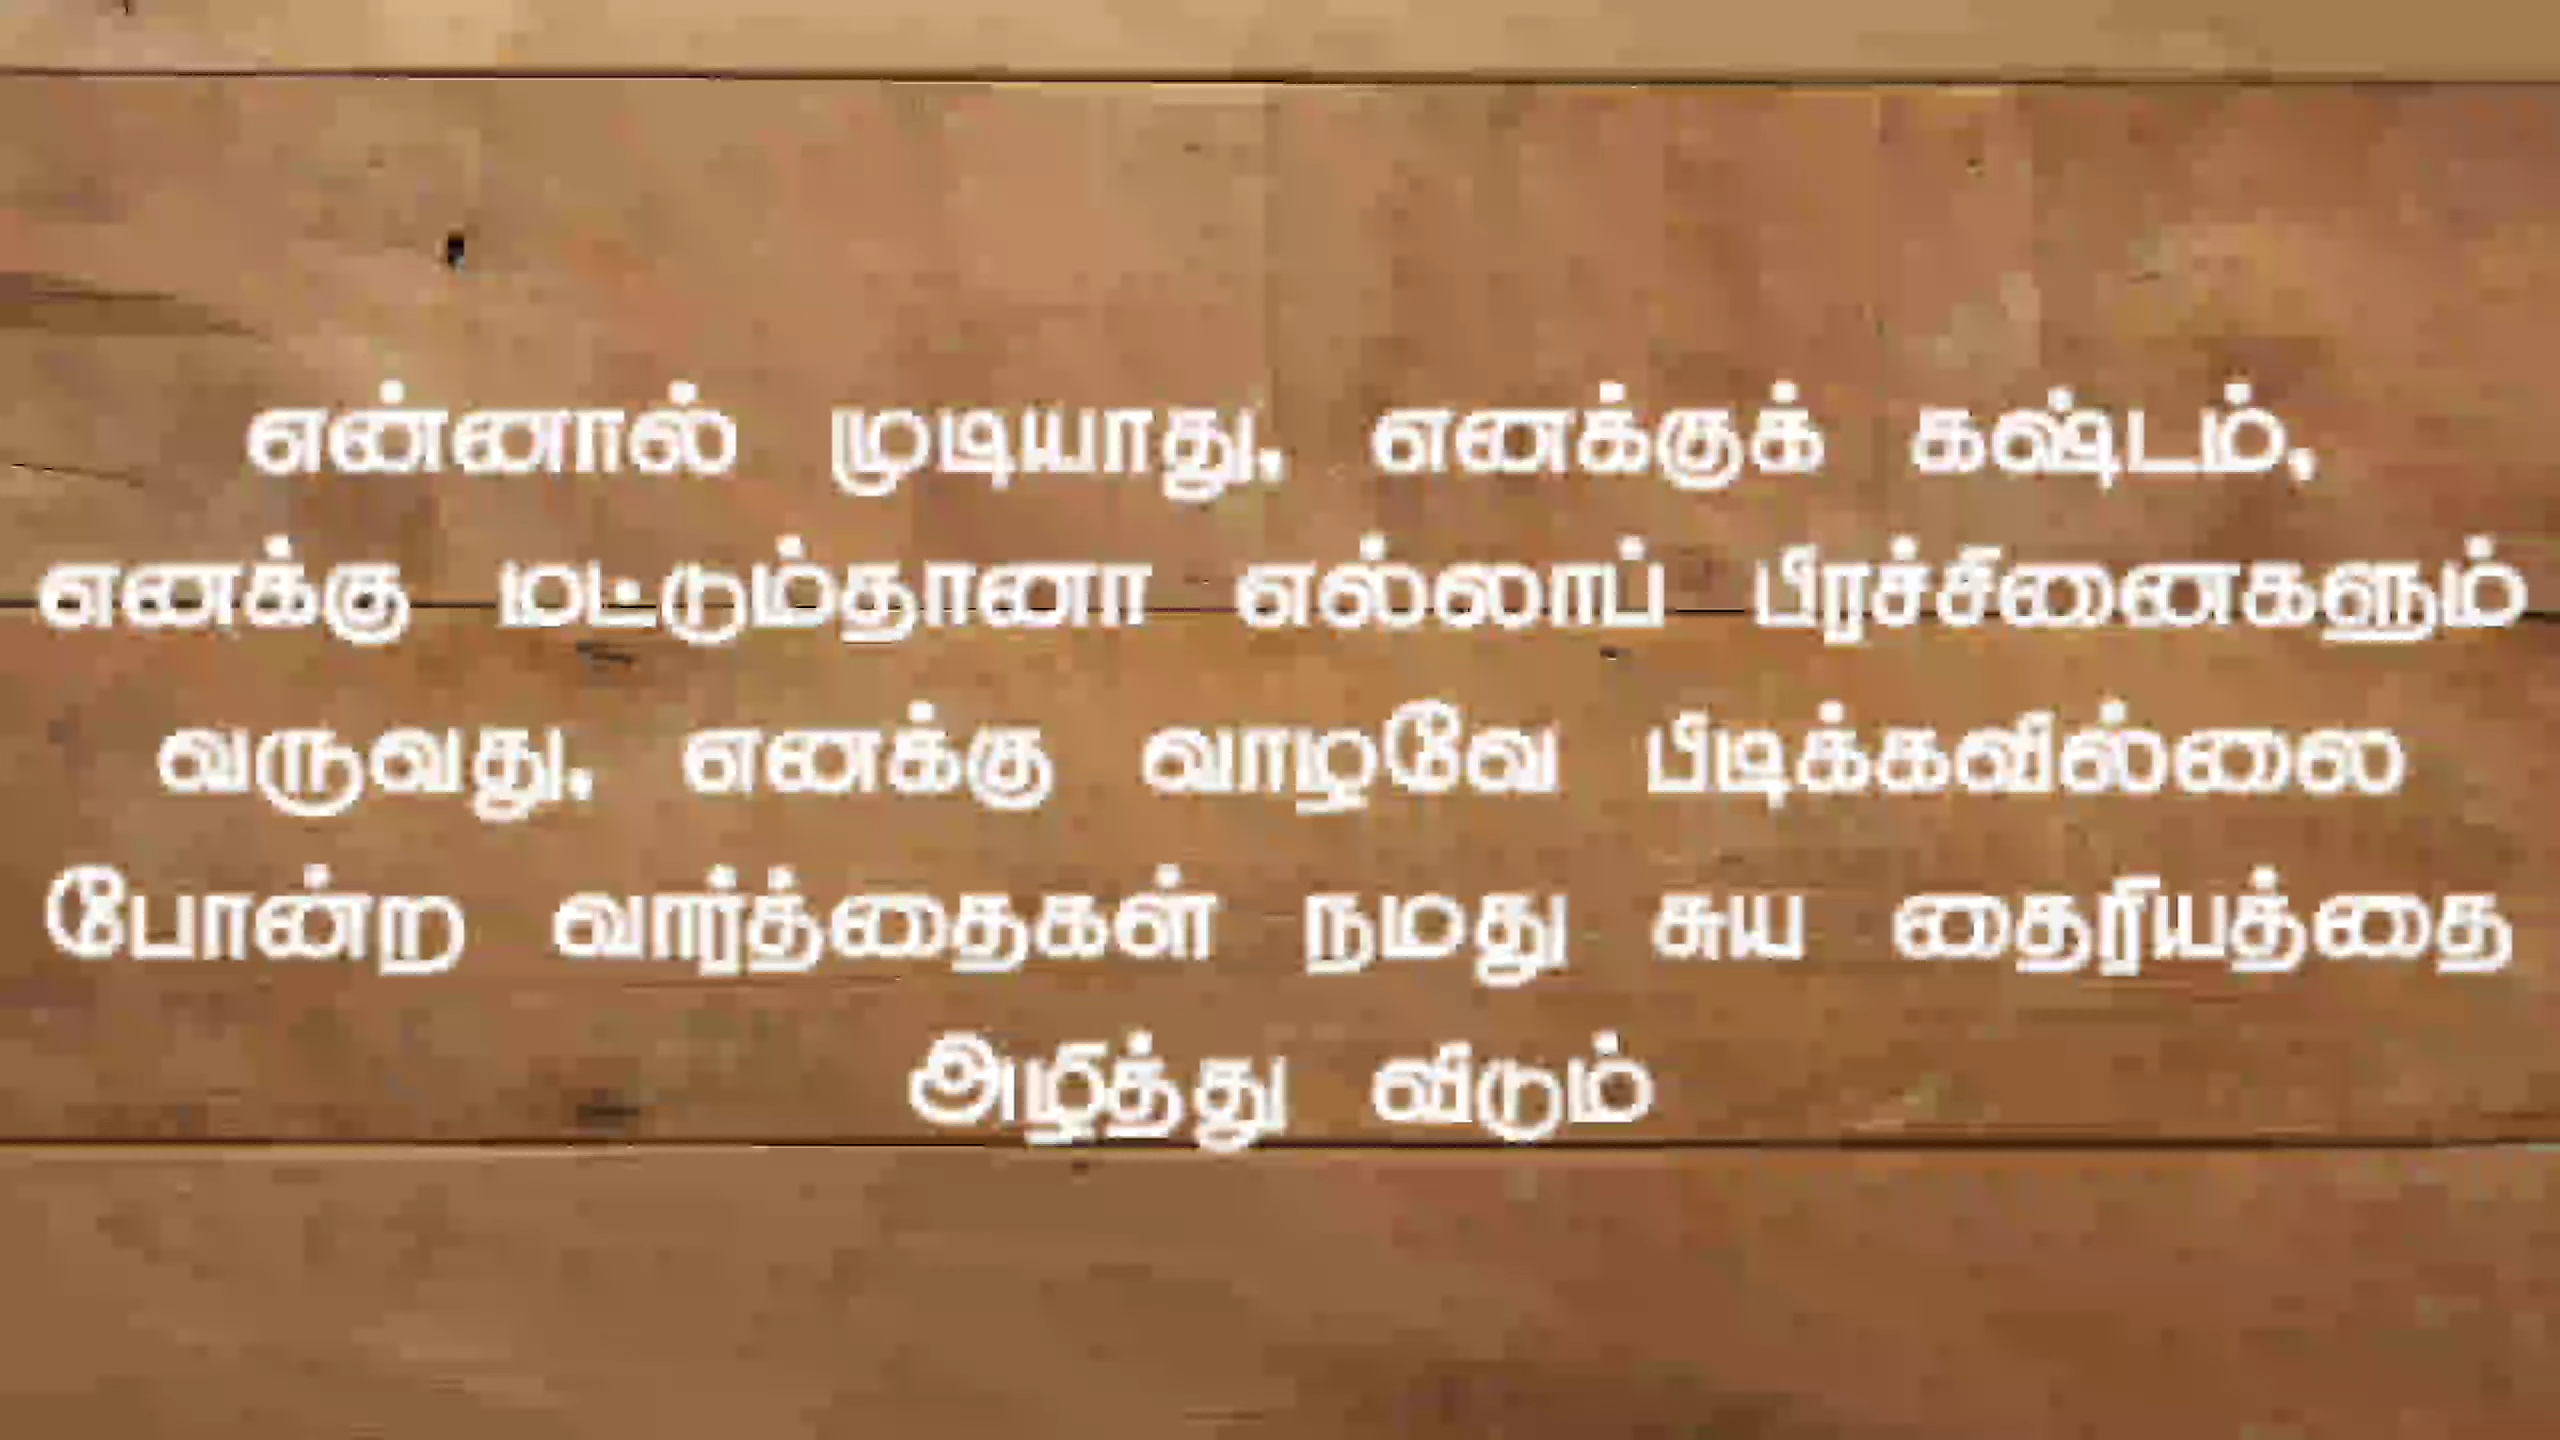 என்னால் முடியாது, எனக்குக் கஷ்டம்,
எனக்கு மட்டும்தானா எல்லாப் பிரச்சினைகளும்
வருவது, எனக்கு வாழவே பிடிக்கவில்லை
போன்ற வார்த்தைகள் நமது சுய தைரியத்தை
அழித்து விடும்